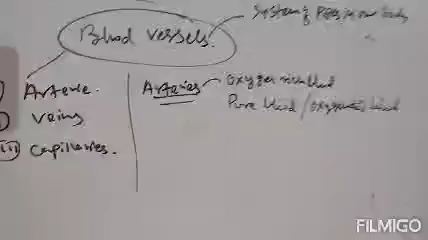 System of pipes in our body
Blood vessels.
Arterie.
veins
(iii) capillaries.
Arteries - oxygen rich blood
Pure blood / oxygenated blood
FILMIGO